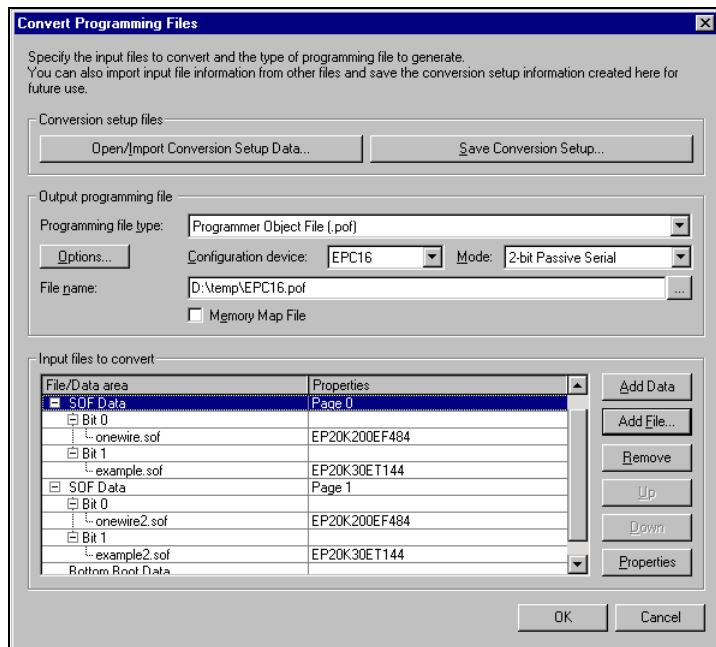 Convert Programming Files
Specify the input files to convert and the type of programming file to generate.
You can also import input file information from other files and save the conversion setup information created here for
future use.
Conversion setup files
Open/Import Conversion Setup Data...
Save Conversion Setup...
Output programming file
Programming file type: Programmer Object File (.pof)
Options... Configuration device: EPC16 Mode: 2-bit Passive Serial
File name: D:\temp\EPC16.pof ...
Memory Map File
Input files to convert
File/Data area Properties
SOF Data Page 0
Bit 0
onewire.sof EP20K200EF484
Bit 1
example.sof EP20K30ET144
SOF Data Page 1
Bit 0
onewire2.sof EP20K200EF484
Bit 1
example2.sof EP20K30ET144
Bottom Boot Data
Add Data
Add File...
Remove
Up
Down
Properties
OK Cancel